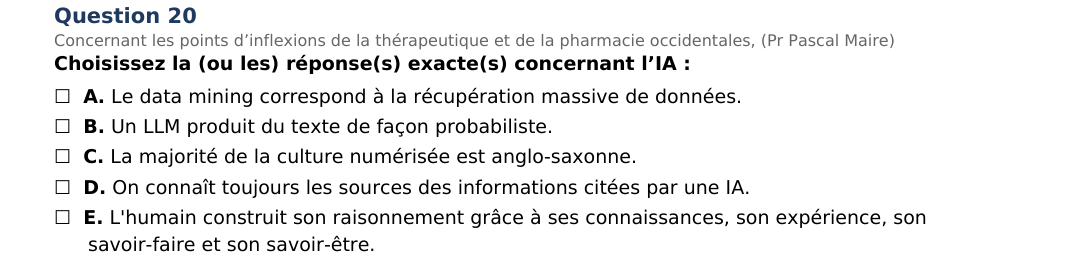 Question 20
Concernant les points d’inflexions de la thérapeutique et de la pharmacie occidentales, (Pr Pascal Maire)
Choisissez la (ou les) réponse(s) exacte(s) concernant l’IA :
☐ A. Le data mining correspond à la récupération massive de données.
☐ B. Un LLM produit du texte de façon probabiliste.
☐ C. La majorité de la culture numérisée est anglo-saxonne.
☐ D. On connaît toujours les sources des informations citées par une IA.
☐ E. L'humain construit son raisonnement grâce à ses connaissances, son expérience, son
savoir-faire et son savoir-être.